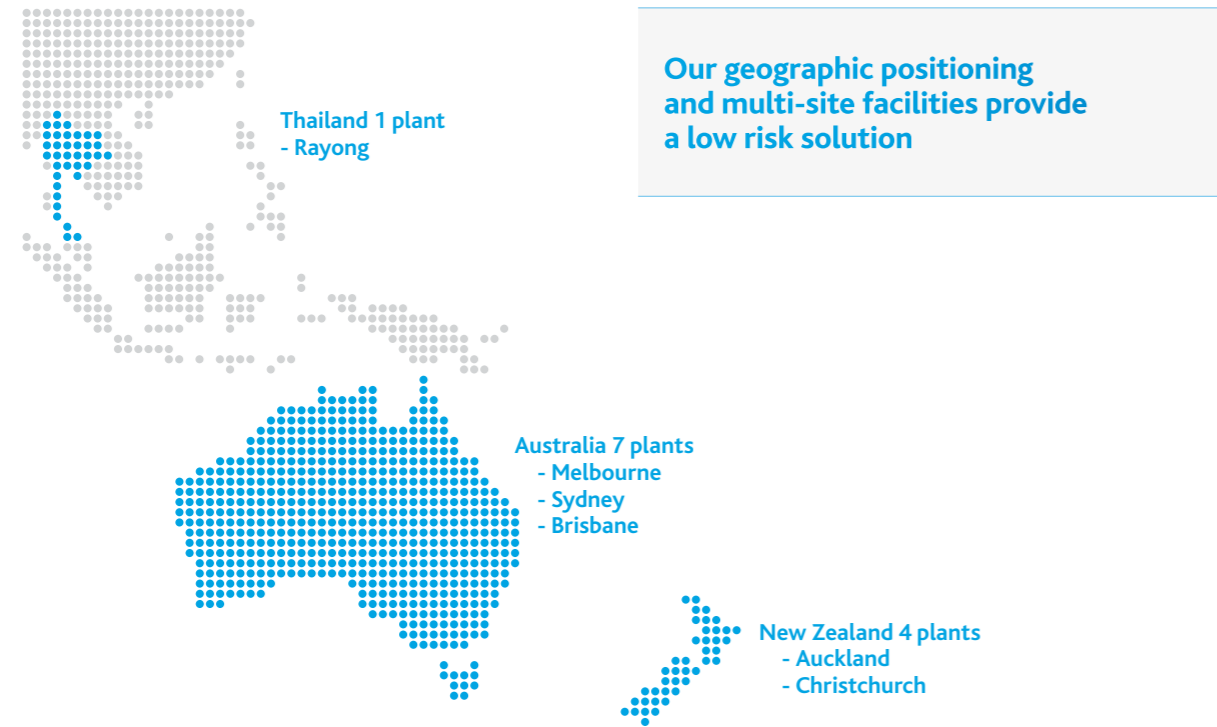 Our geographic positioning
and multi-site facilities provide
a low risk solution
Thailand 1 plant
- Rayong
Australia 7 plants
- Melbourne
- Sydney
- Brisbane
New Zealand 4 plants
- Auckland
- Christchurch